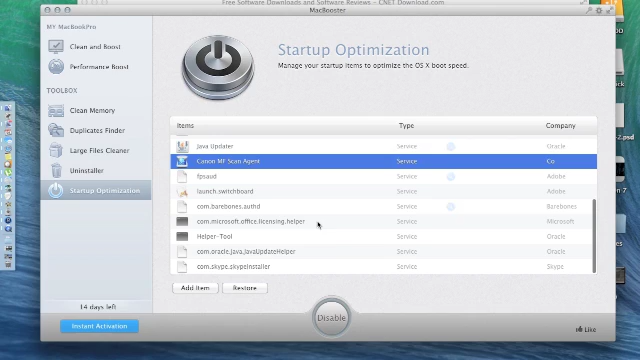 Free Software Downloads and Software Reviews - CNET Download.com
MacBooster
MY MacBookPro
Clean and Boost
Performance Boost
TOOLBOX
Clean Memory
Duplicates Finder
Large Files Cleaner
Uninstaller
Startup Optimization
14 days left
Instant Activation
Startup Optimization
Manage your startup items to optimize the OS X boot speed.
Items Type Company
Java Updater Service Oracle
Canon MF Scan Agent Service Co
fpsaud Service Adobe
launch.switchboard Service Adobe
com.barebones.authd Service Barebones
com.microsoft.office.licensing.helper Service Microsoft
Helper-Tool Service Oracle
com.oracle.java.JavaUpdateHelper Service Oracle
com.skype.skypeinstaller Service Skype
Add Item Restore
Disable
Like